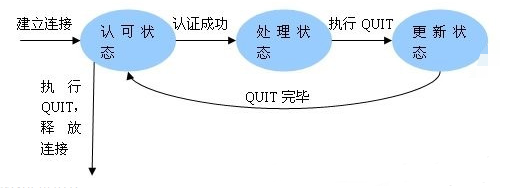 建立连接
认可状
态
认证成功
处理状
态
执行 QUIT
更新状
态
执行
QUIT,
释放
连接
QUIT 完毕